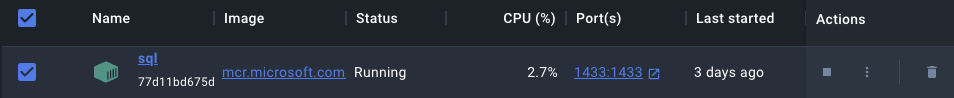 Name Image Status CPU (%) Port(s) Last started Actions
sql
77d11bd675d mcr.microsoft.com Running 2.7% 1433:1433 3 days ago